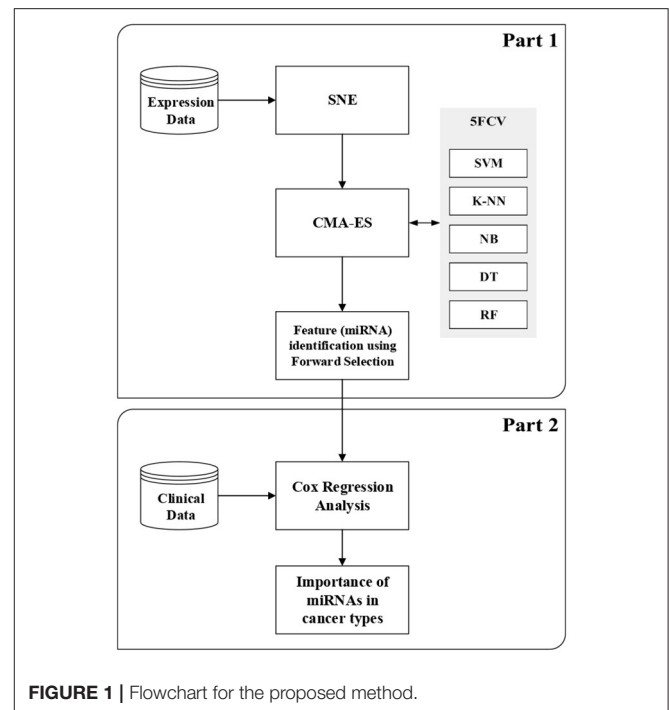 Part 1
Expression
Data
SNE
5FCV
SVM
K-NN
NB
DT
RF
CMA-ES
Feature (miRNA)
identification using
Forward Selection
Part 2
Clinical
Data
Cox Regression
Analysis
Importance of
miRNAs in
cancer types
FIGURE 1 | Flowchart for the proposed method.